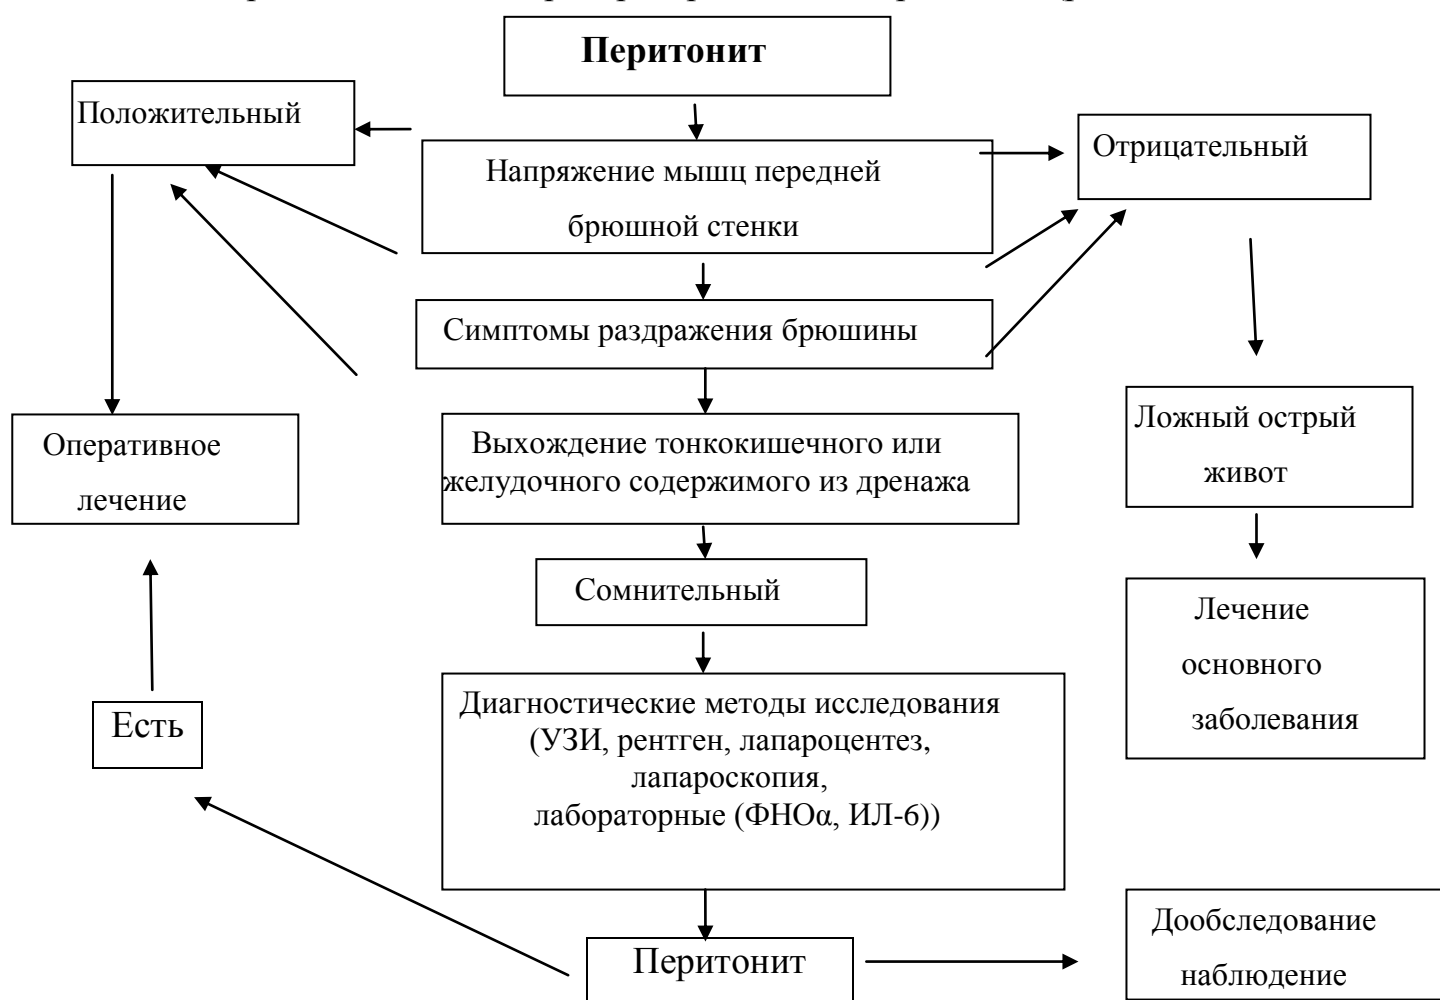 Перитонит
Положительный
Отрицательный
Напряжение мышц передней
брюшной стенки
Симптомы раздражения брюшины
Оперативное
лечение
Выхождение тонкокишечного или
желудочного содержимого из дренажа
Ложный острый
живот
Сомнительный
Лечение
основного
заболевания
Есть
Диагностические методы исследования
(УЗИ, рентген, лапароцентез,
лапароскопия,
лабораторные (ФНОα, ИЛ-6))
Перитонит
Дообследование
наблюдение